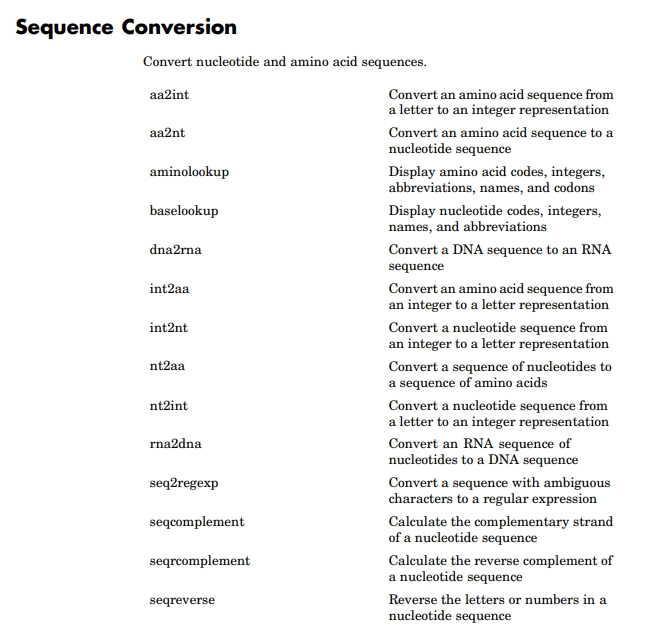 Sequence Conversion
Convert nucleotide and amino acid sequences.
aa2int Convert an amino acid sequence from
a letter to an integer representation
aa2nt Convert an amino acid sequence to a
nucleotide sequence
aminolookup Display amino acid codes, integers,
abbreviations, names, and codons
baselookup Display nucleotide codes, integers,
names, and abbreviations
dna2rna Convert a DNA sequence to an RNA
sequence
int2aa Convert an amino acid sequence from
an integer to a letter representation
int2nt Convert a nucleotide sequence from
an integer to a letter representation
nt2aa Convert a sequence of nucleotides to
a sequence of amino acids
nt2int Convert a nucleotide sequence from
a letter to an integer representation
rna2dna Convert an RNA sequence of
nucleotides to a DNA sequence
seq2regexp Convert a sequence with ambiguous
characters to a regular expression
seqcomplement Calculate the complementary strand
of a nucleotide sequence
seqrcomplement Calculate the reverse complement of
a nucleotide sequence
seqreverse Reverse the letters or numbers in a
nucleotide sequence